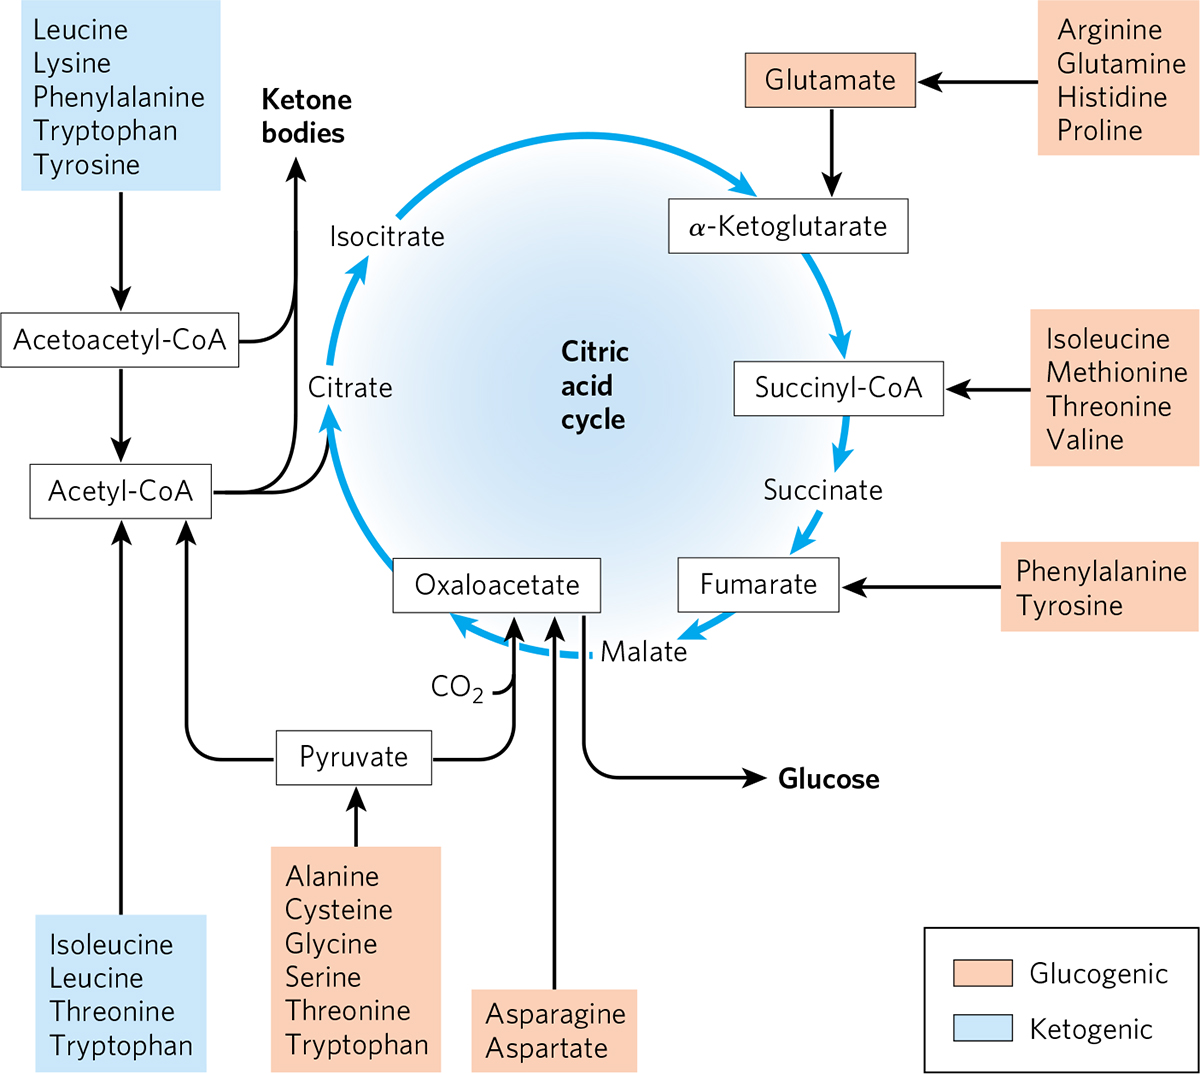 Leucine
Lysine
Phenylalanine
Tryptophan
Tyrosine
Ketone
bodies
Glutamate
Arginine
Glutamine
Histidine
Proline
Isocitrate
α-Ketoglutarate
Acetoacetyl-CoA
Citric
acid
cycle
Citrate
Succinyl-CoA
Isoleucine
Methionine
Threonine
Valine
Acetyl-CoA
Succinate
Oxaloacetate
Fumarate
Phenylalanine
Tyrosine
Malate
CO₂
Pyruvate
Glucose
Alanine
Cysteine
Glycine
Serine
Threonine
Tryptophan
Isoleucine
Leucine
Threonine
Tryptophan
Asparagine
Aspartate
Glucogenic
Ketogenic